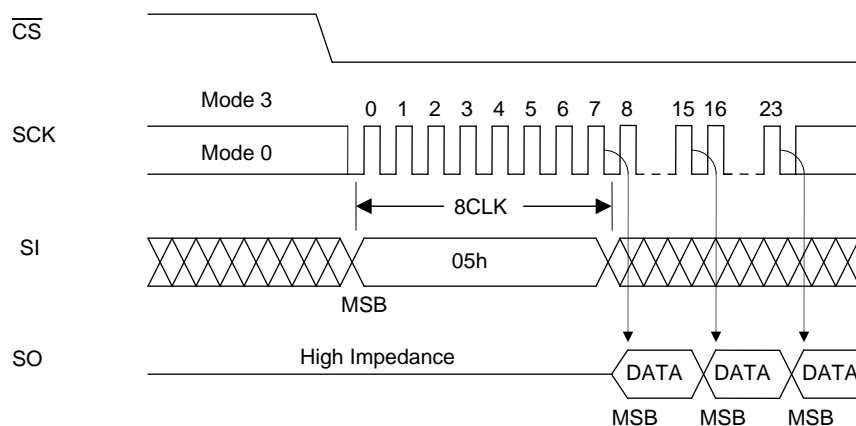 CS
Mode 3
0 1 2 3 4 5 6 7 8 15 16 23
SCK
Mode 0
8CLK
SI
05h
MSB
SO
High Impedance
DATA DATA DATA
MSB MSB MSB